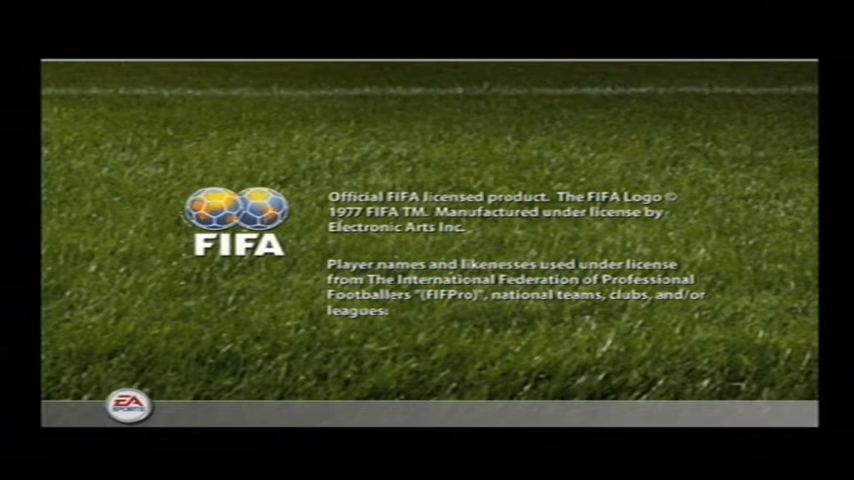 Official FIFA licensed product. The FIFA Logo ©
1977 FIFA TM. Manufactured under license by
Electronic Arts Inc.
FIFA
Player names and likenesses used under license
from The International Federation of Professional
Footballers "(FIFPro)", national teams, clubs, and/or
leagues.
EA
SPORTS